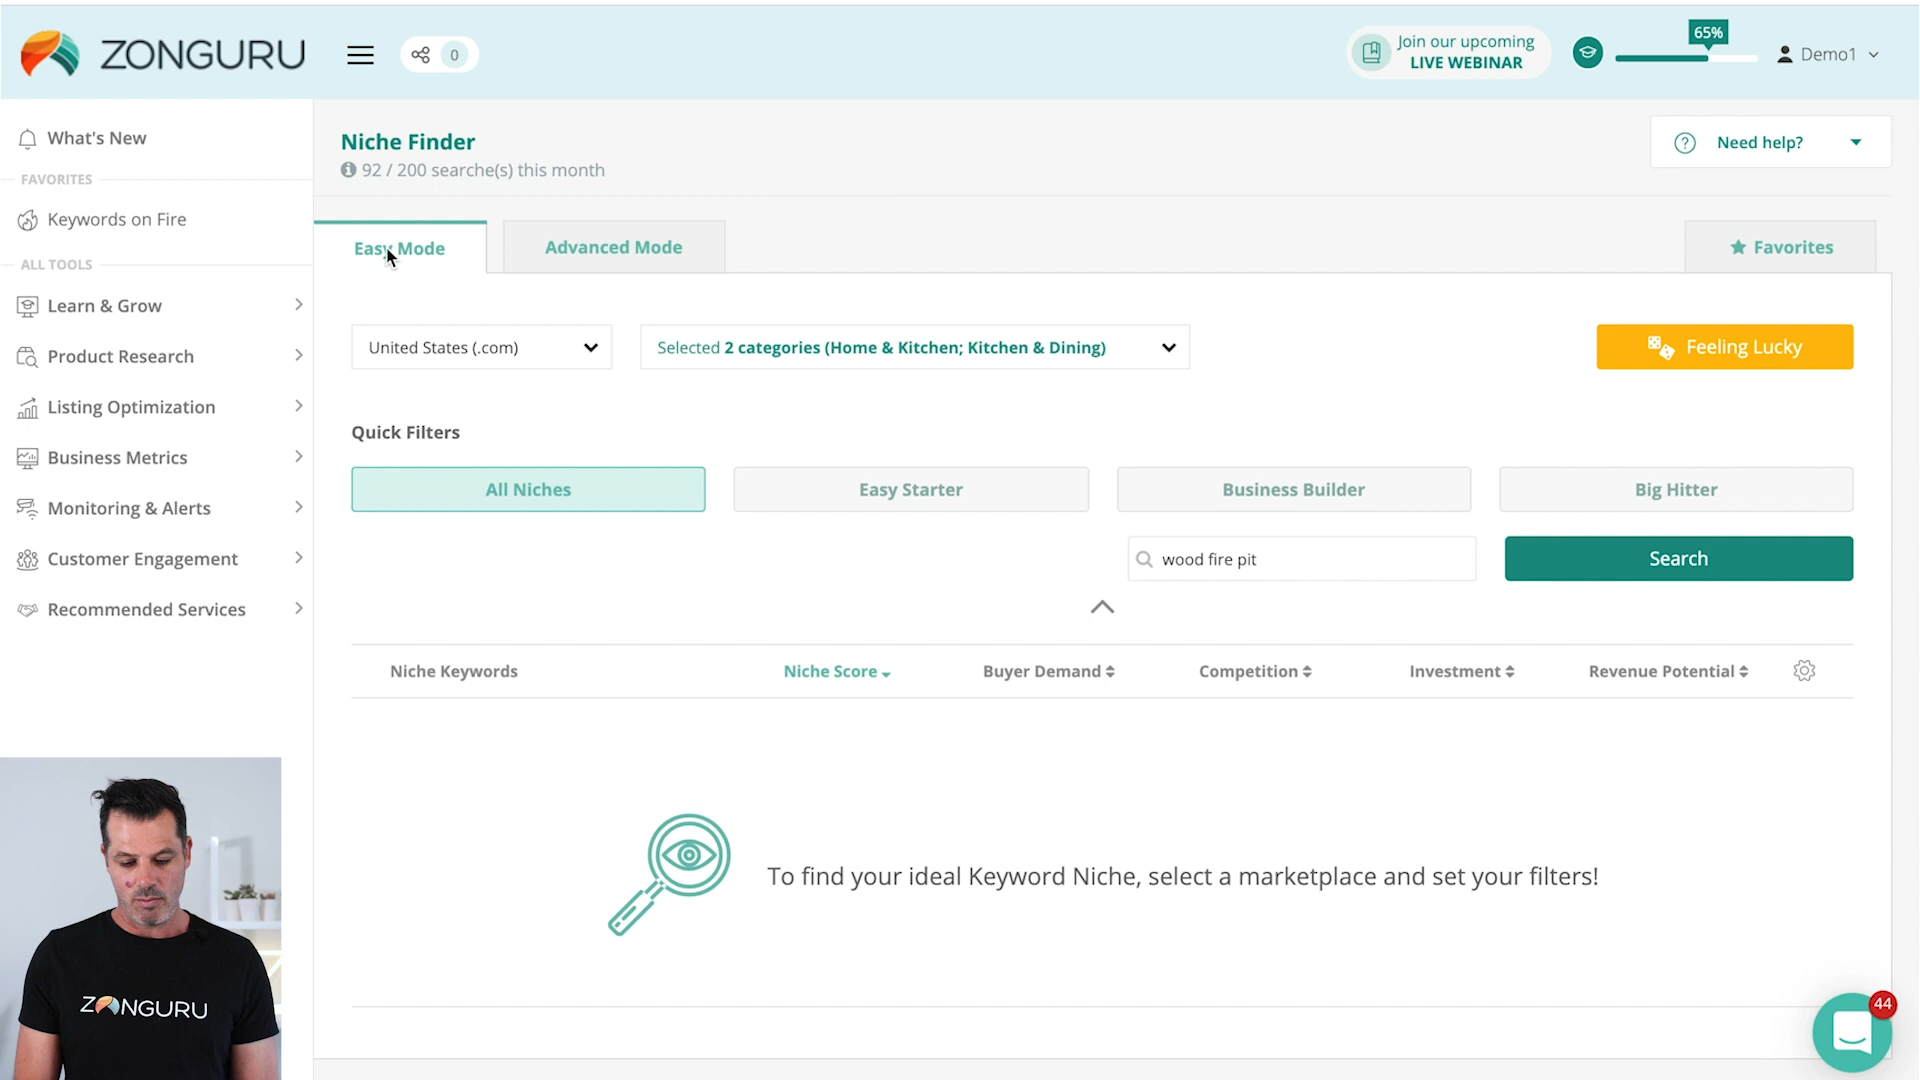 ZONGURU
0
Join our upcoming
LIVE WEBINAR
65%
Demo1
What's New
FAVORITES
Keywords on Fire
ALL TOOLS
Learn & Grow
Product Research
Listing Optimization
Business Metrics
Monitoring & Alerts
Customer Engagement
Recommended Services
Niche Finder
92 / 200 searche(s) this month
Need help?
Easy Mode
Advanced Mode
Favorites
United States (.com)
Selected 2 categories (Home & Kitchen; Kitchen & Dining)
Feeling Lucky
Quick Filters
All Niches
Easy Starter
Business Builder
Big Hitter
wood fire pit
Search
Niche Keywords
Niche Score
Buyer Demand
Competition
Investment
Revenue Potential
To find your ideal Keyword Niche, select a marketplace and set your filters!
ZONGURU
44